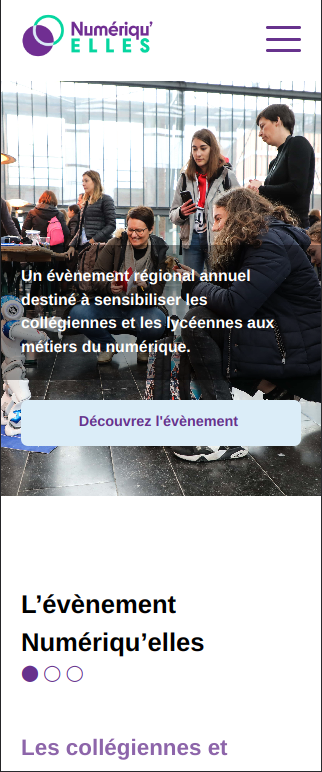 Numériqu'
ELLES
Un évènement régional annuel
destiné à sensibiliser les
collégiennes et les lycéennes aux
métiers du numérique.
Découvrez l'évènement
L’évènement
Numériqu’elles
Les collégiennes et